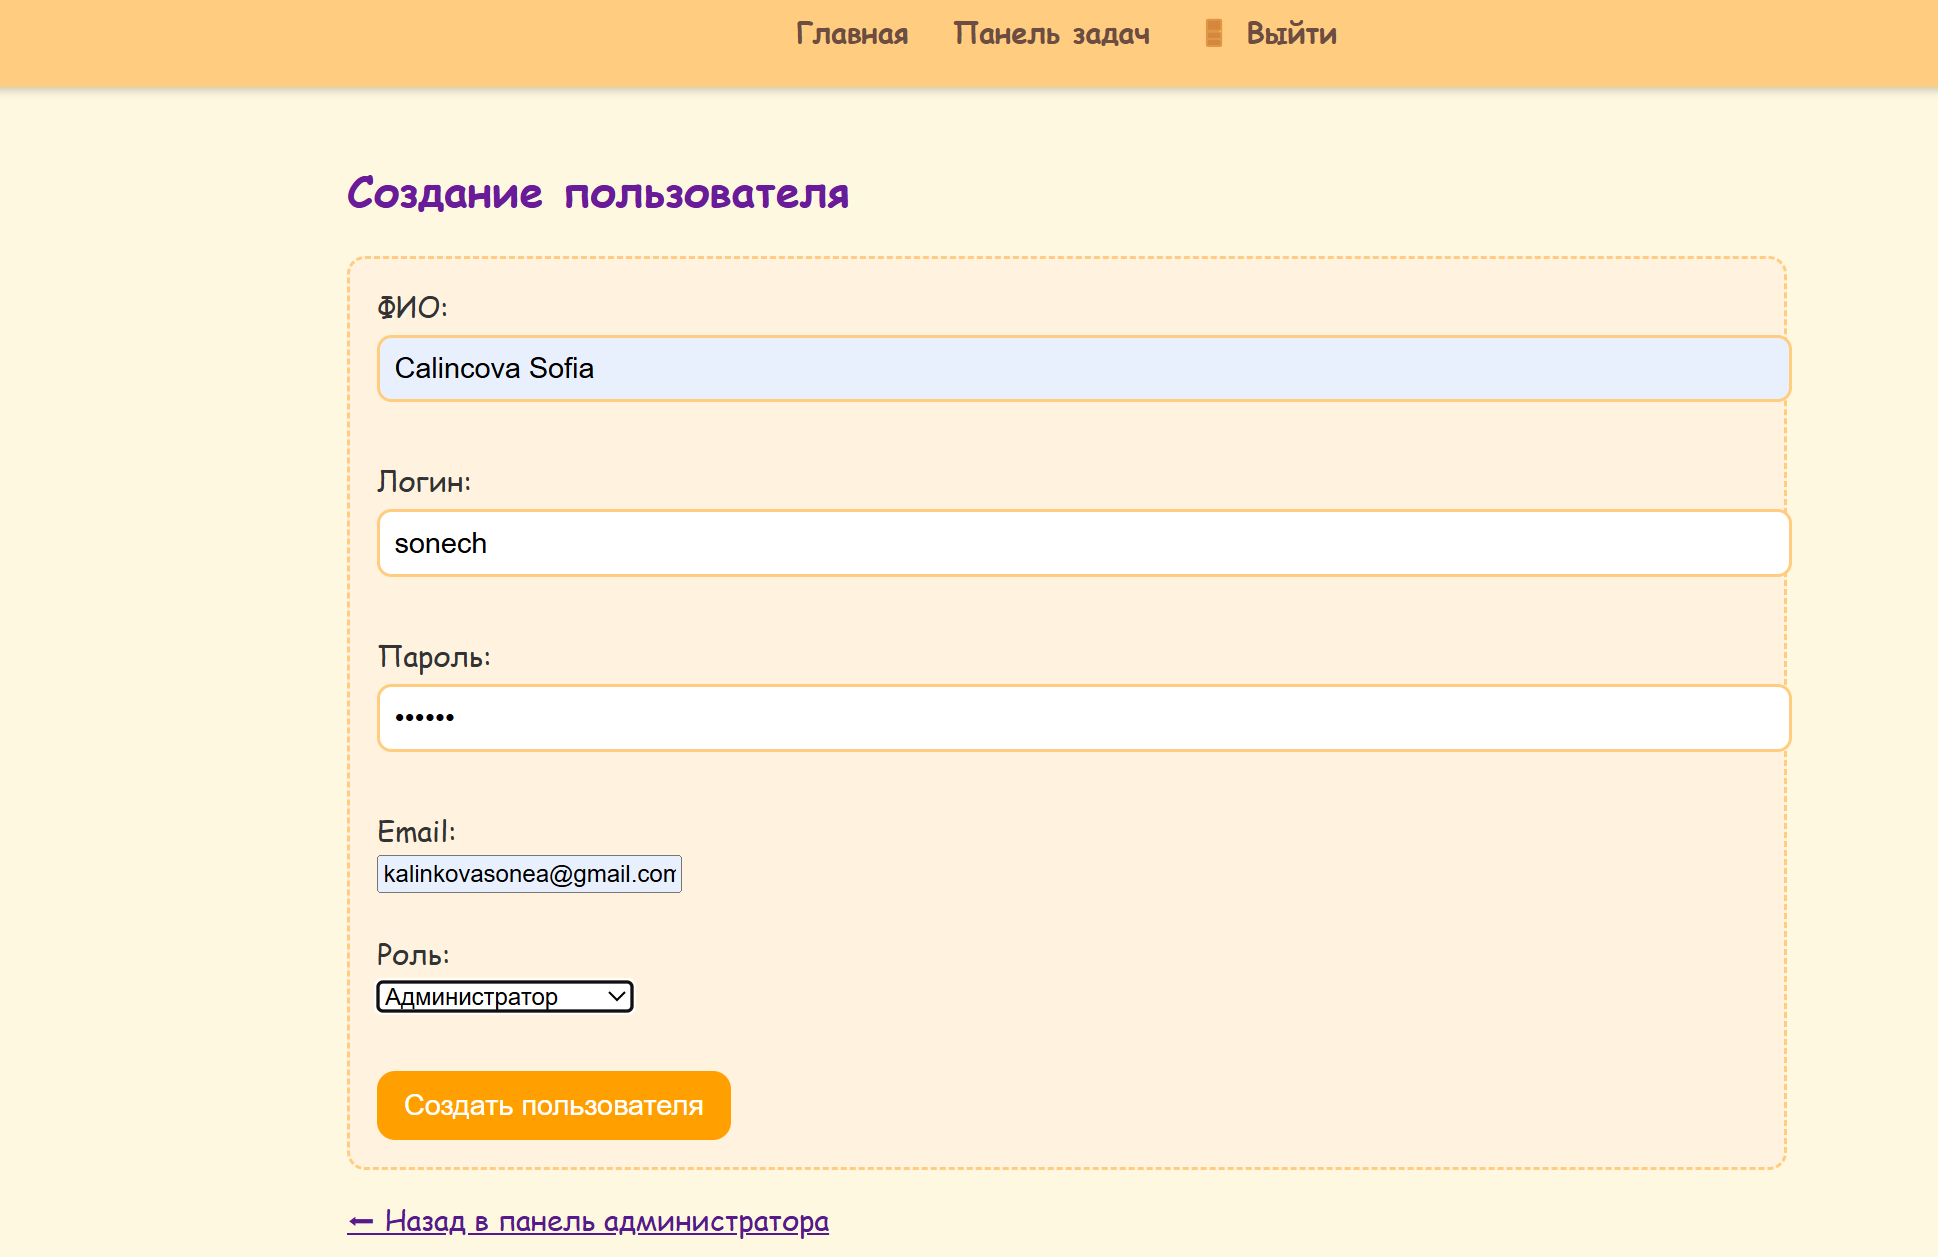 Главная Панель задач Выйти
Создание пользователя
ФИО:
Calincova Sofia
Логин:
sonech
Пароль:
••••••
Email:
kalinkovasonea@gmail.com
Роль:
Администратор
Создать пользователя
← Назад в панель администратора